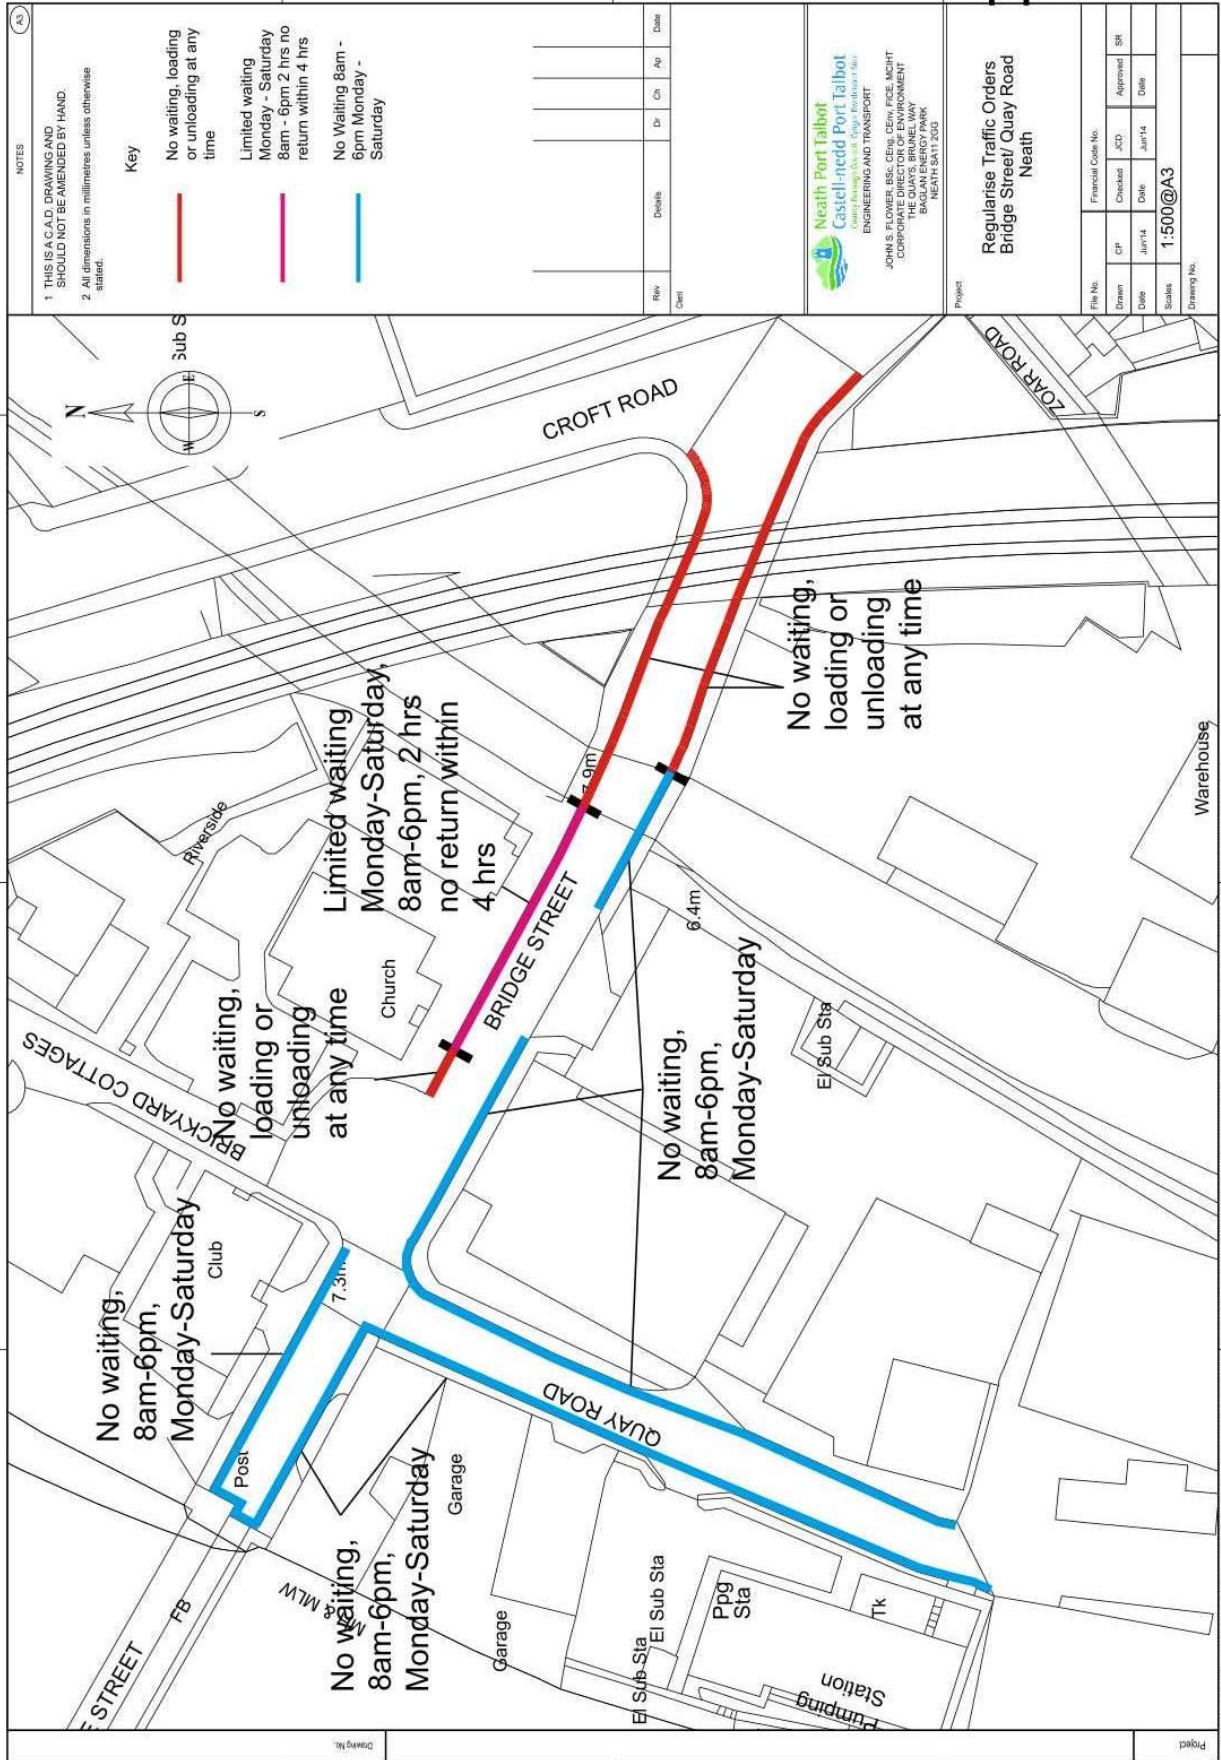 A3
NOTES
1 THIS IS A C.A.D. DRAWING AND
SHOULD NOT BE AMENDED BY HAND.
2 All dimensions in millimetres unless otherwise
stated.
Key
No waiting, loading
or unloading at any
time
Limited waiting
Monday - Saturday
8am - 6pm 2 hrs no
return within 4 hrs
No Waiting 8am -
6pm Monday -
Saturday
Rev Details Dr Ch Ap Date
Client
Neath Port Talbot
Castell-nedd Port Talbot
County Borough Council
ENGINEERING AND TRANSPORT
JOHN S. FLOWER, BSc, CEng, CEnv, FICE, MCIHT
CORPORATE DIRECTOR OF ENVIRONMENT
THE QUAYS, BRUNEL WAY
BAGLAN ENERGY PARK
NEATH SA11 2GG
Project
Regularise Traffic Orders
Bridge Street/ Quay Road
Neath
File No. Financial Code No.
Drawn CP Checked JCD Approved SR
Date Jun'14 Date Jun'14 Date
Scales 1:500@A3
Drawing No.
N
W E
S
Sub S
CROFT ROAD
ZOAR ROAD
Riverside
Limited waiting
Monday-Saturday,
8am-6pm, 2 hrs
no return within
4 hrs
7.9m
No waiting,
loading or
unloading
at any time
Warehouse
BRICKYARD COTTAGES
No waiting,
loading or
unloading
at any time
Church
BRIDGE STREET
6.4m
No waiting,
8am-6pm,
Monday-Saturday
El Sub Sta
No waiting,
8am-6pm,
Monday-Saturday
Club
7.3m
Post
QUAY ROAD
No waiting,
8am-6pm,
Monday-Saturday
Garage
Garage
E STREET
FB
MLW
El Sub Sta
El Sub Sta
Ppg
Sta
Tk
Pumping
Station
Drawing No.
Project